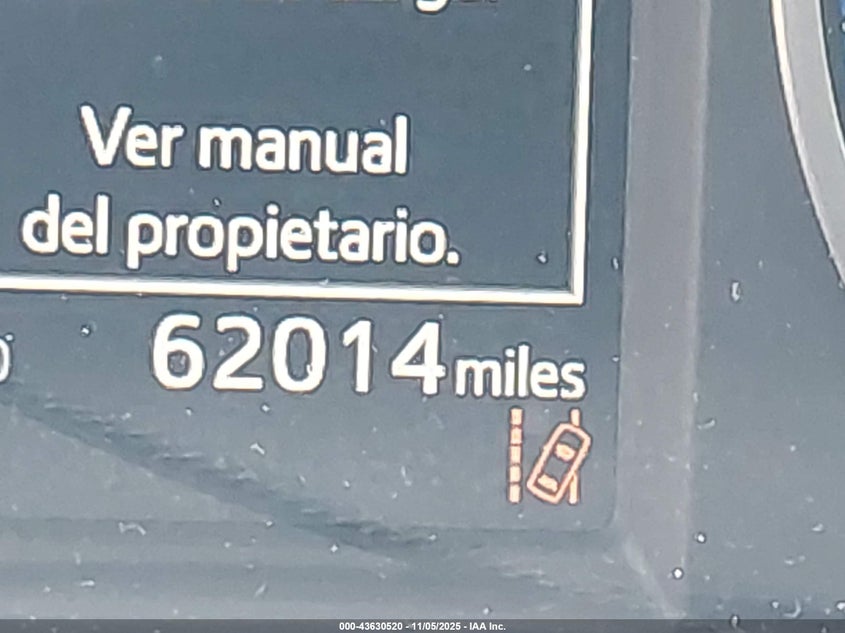 Ver manual
del propietario.
62014 miles
000-43630520 - 11/05/2025 - IAA Inc.